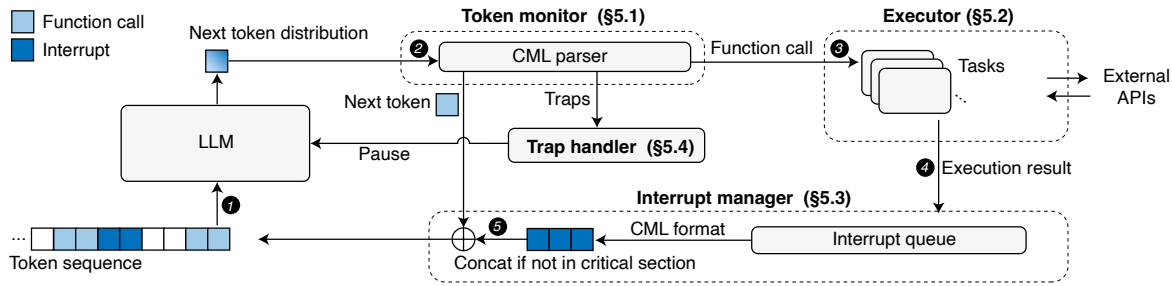 Function call
Interrupt
Next token distribution
Token monitor (§5.1)
2
CML parser
Function call
Executor (§5.2)
3
Tasks
...
External
APIs
Next token
Traps
LLM
Pause
Trap handler (§5.4)
4
Execution result
1
Interrupt manager (§5.3)
...
5
CML format
Interrupt queue
Token sequence
Concat if not in critical section